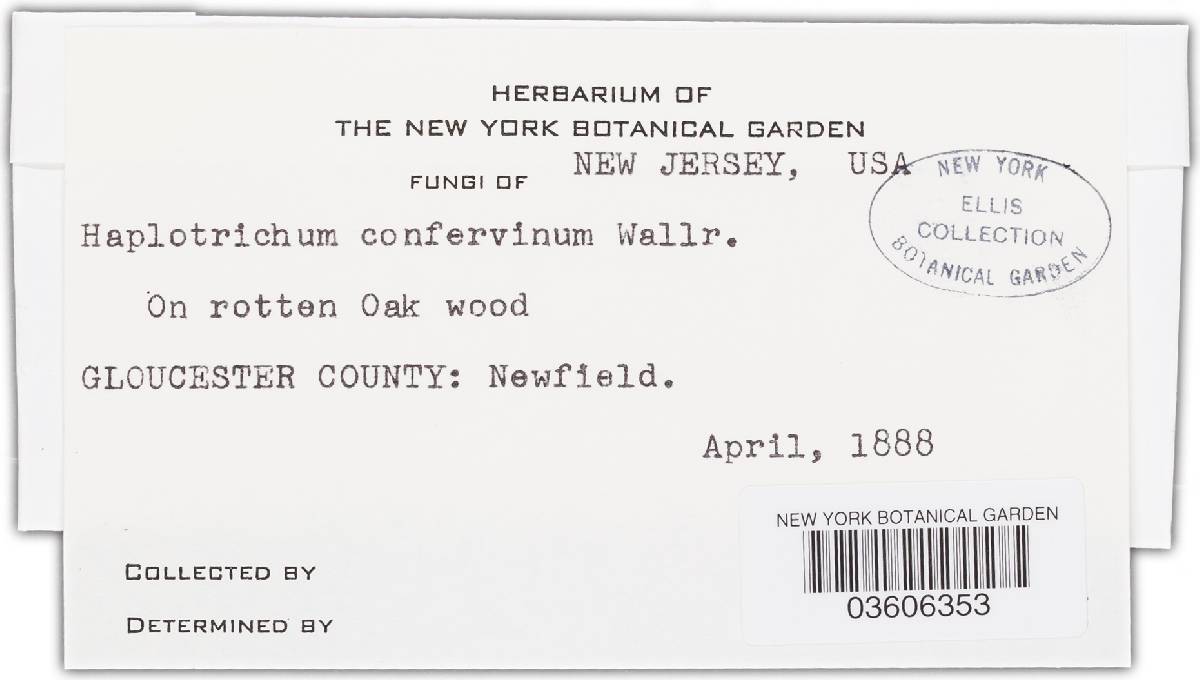 HERBARIUM OF
THE NEW YORK BOTANICAL GARDEN
FUNGI OF NEW JERSEY, USA
NEW YORK
ELLIS
COLLECTION
BOTANICAL GARDEN
Haplotrichum confervinum Wallr.
On rotten Oak wood
GLOUCESTER COUNTY: Newfield.
April, 1888
NEW YORK BOTANICAL GARDEN
03606353
COLLECTED BY
DETERMINED BY